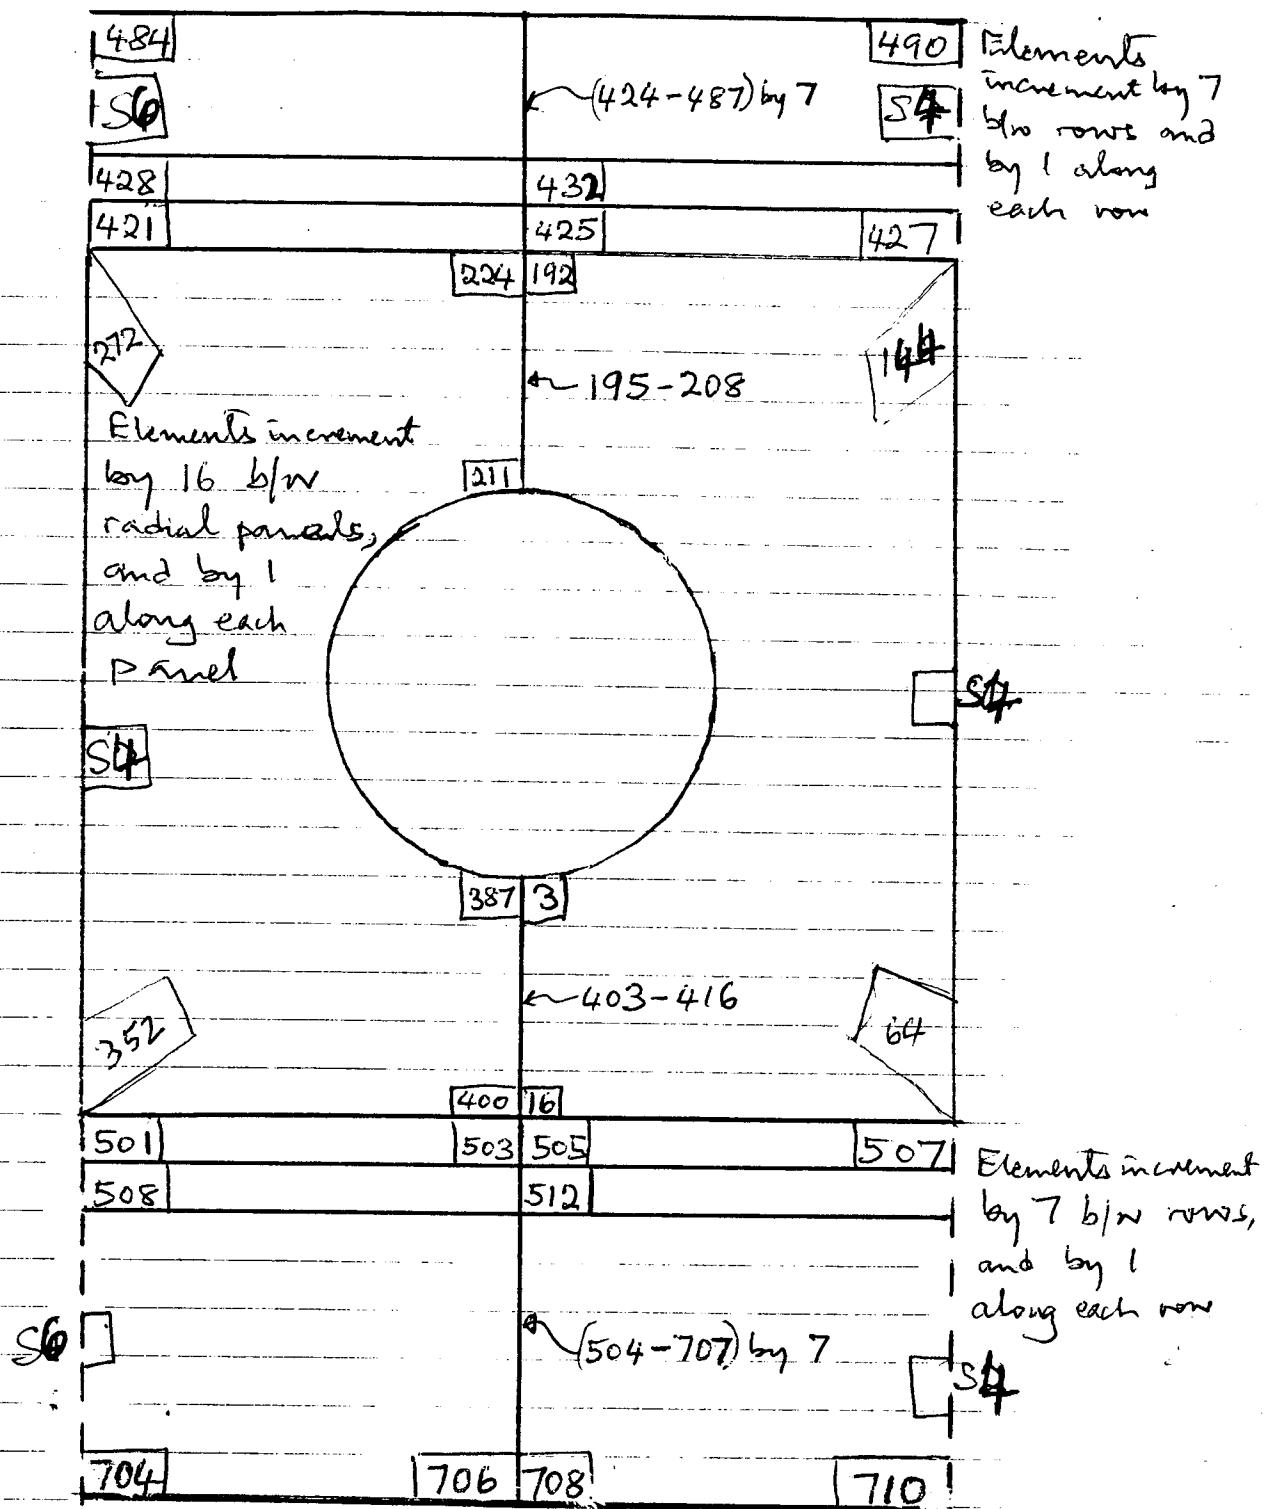 484
490
Elements
increment by 7
b/w rows and
by 1 along
each row
S6
(424-487) by 7
S4
428
432
421
425
427
224
192
272
144
195-208
Elements increment
by 16 b/w
radial panels,
and by 1
along each
panel
211
S4
S4
387
3
403-416
352
64
400
16
501
503
505
507
508
512
Elements increment
by 7 b/w rows,
and by 1
along each row
S6
(504-707) by 7
S4
704
706
708
710